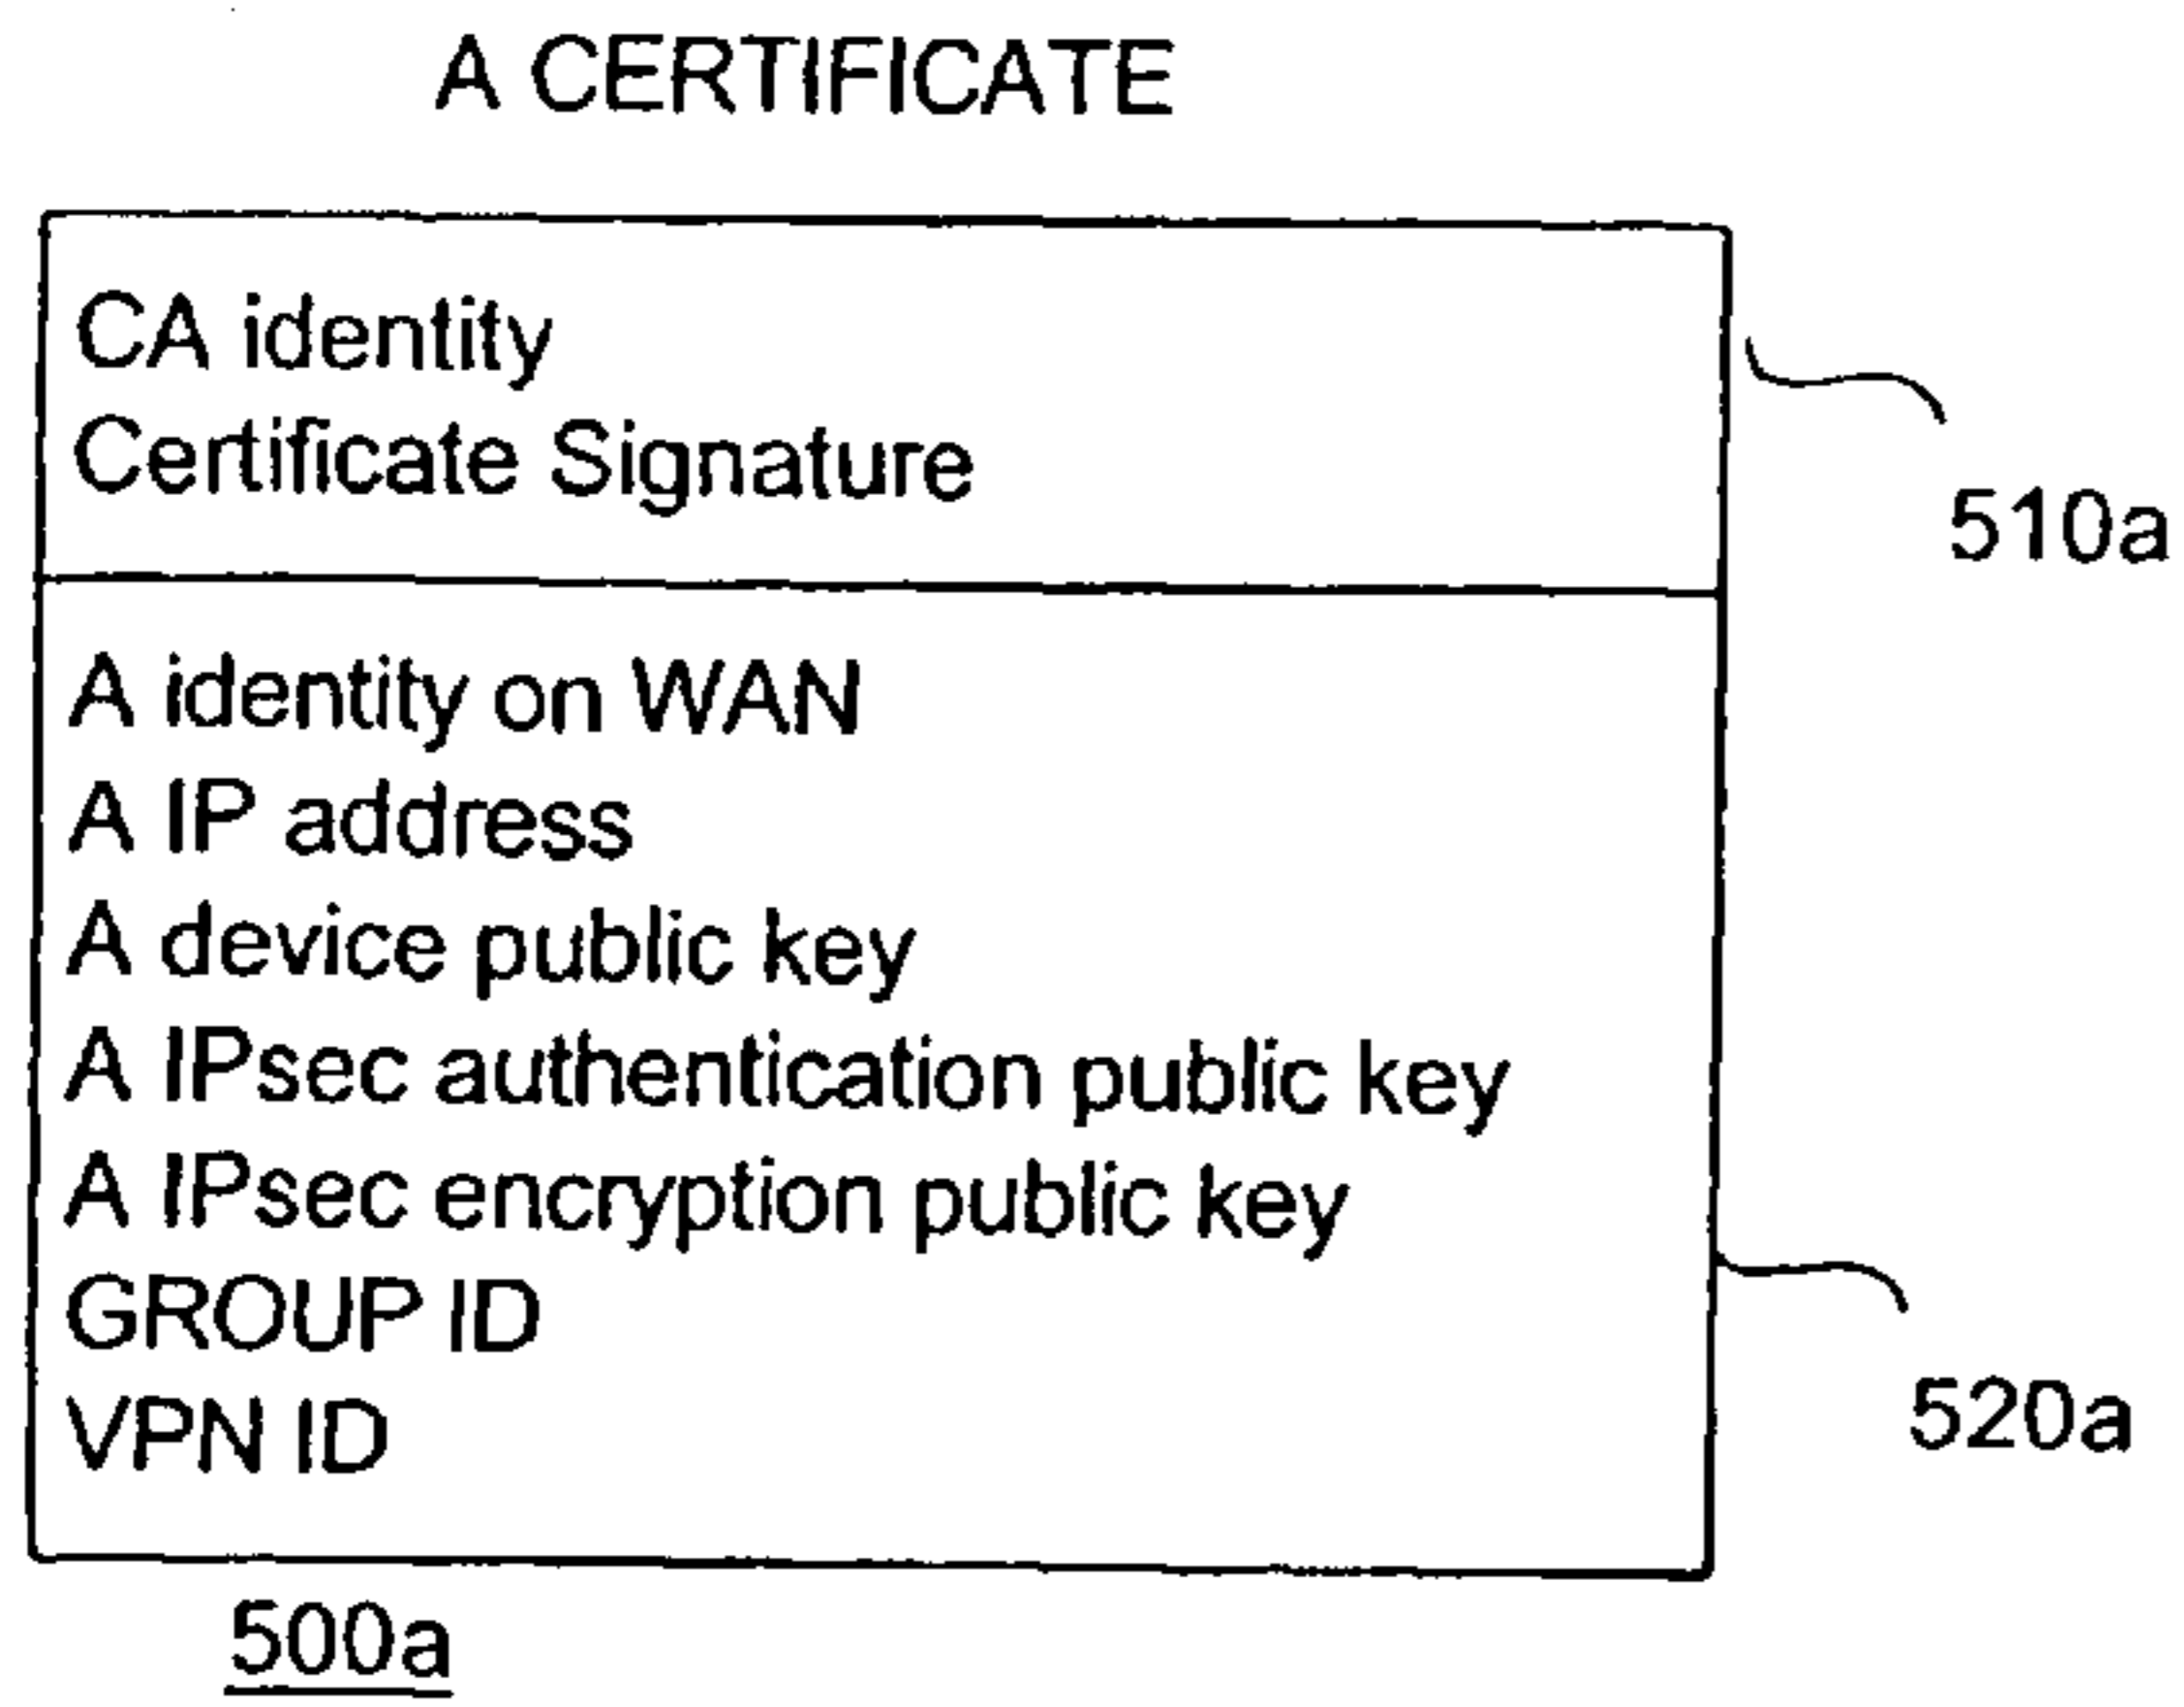 A CERTIFICATE
CA identity
Certificate Signature
510a
A identity on WAN
A IP address
A device public key
A IPsec authentication public key
A IPsec encryption public key
GROUP ID
VPN ID
520a
500a